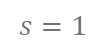 s = 1